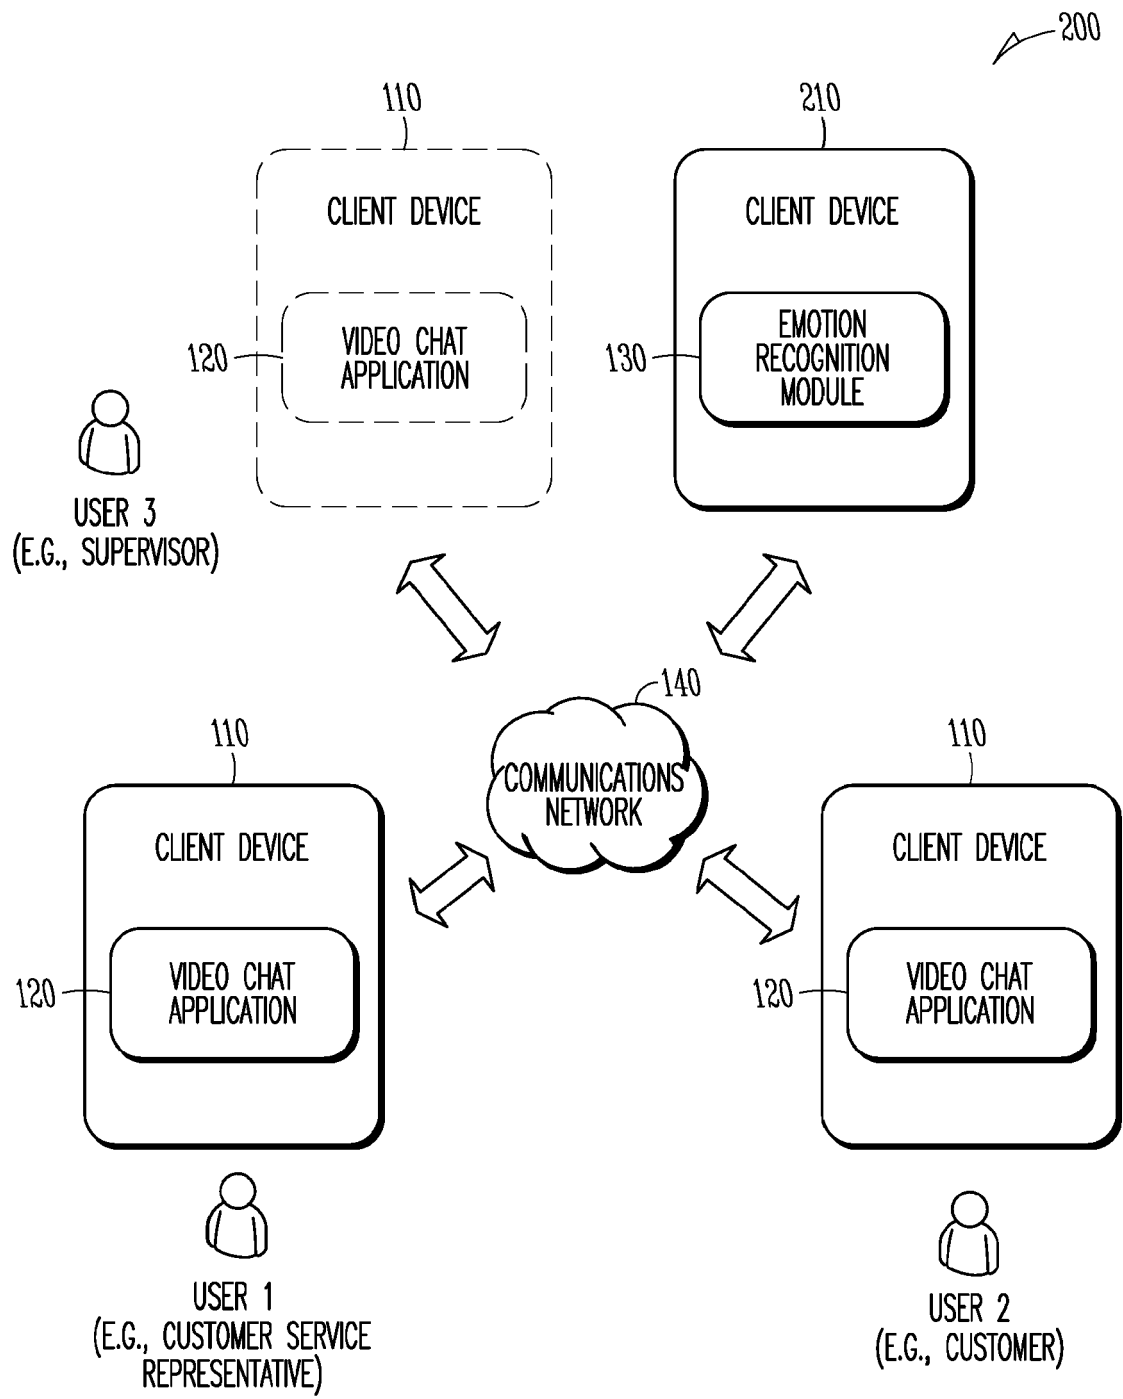 200
110
CLIENT DEVICE
120
VIDEO CHAT
APPLICATION
210
CLIENT DEVICE
130
EMOTION
RECOGNITION
MODULE
USER 3
(E.G., SUPERVISOR)
140
COMMUNICATIONS
NETWORK
110
CLIENT DEVICE
120
VIDEO CHAT
APPLICATION
USER 1
(E.G., CUSTOMER SERVICE
REPRESENTATIVE)
110
CLIENT DEVICE
120
VIDEO CHAT
APPLICATION
USER 2
(E.G., CUSTOMER)